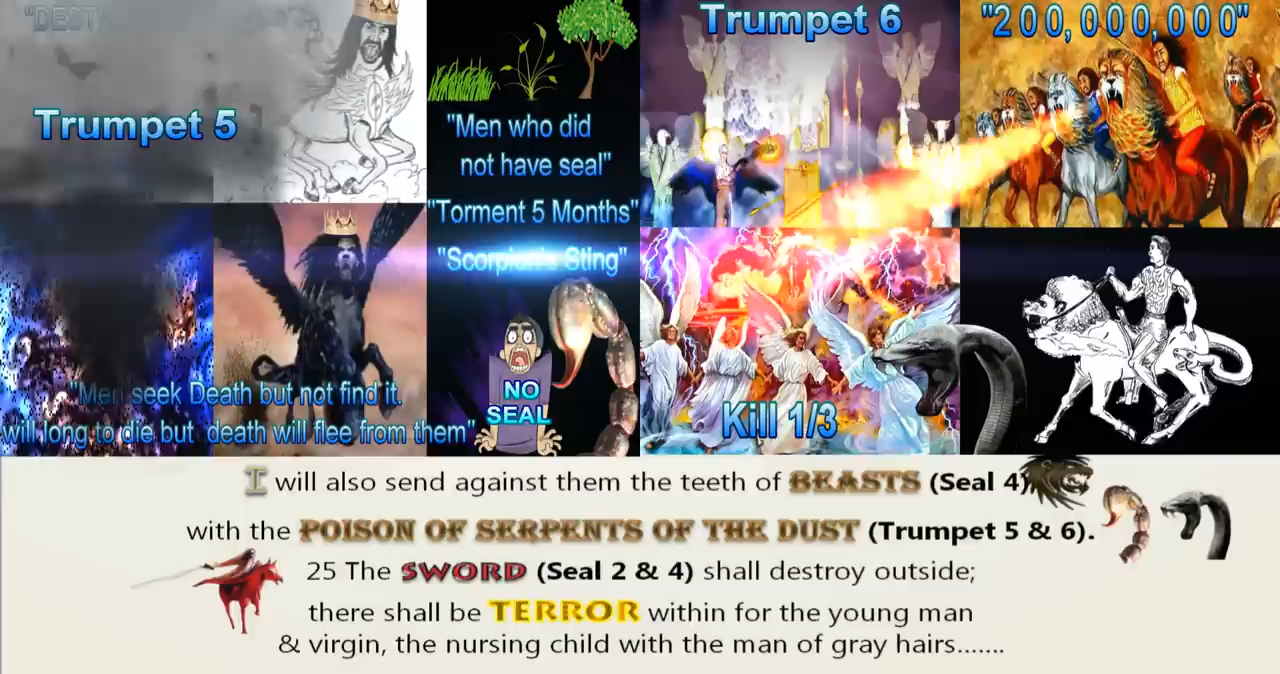 "DEST
Trumpet 5
"Men who did
not have seal"
"Torment 5 Months"
"Scorpion's Sting"
NO
SEAL
"Men seek Death but not find it.
will long to die but death will flee from them"
Trumpet 6
"200,000,000"
Kill 1/3
I will also send against them the teeth of BEASTS (Seal 4)
with the POISON OF SERPENTS OF THE DUST (Trumpet 5 & 6).
25 The SWORD (Seal 2 & 4) shall destroy outside;
there shall be TERROR within for the young man
& virgin, the nursing child with the man of gray hairs.......